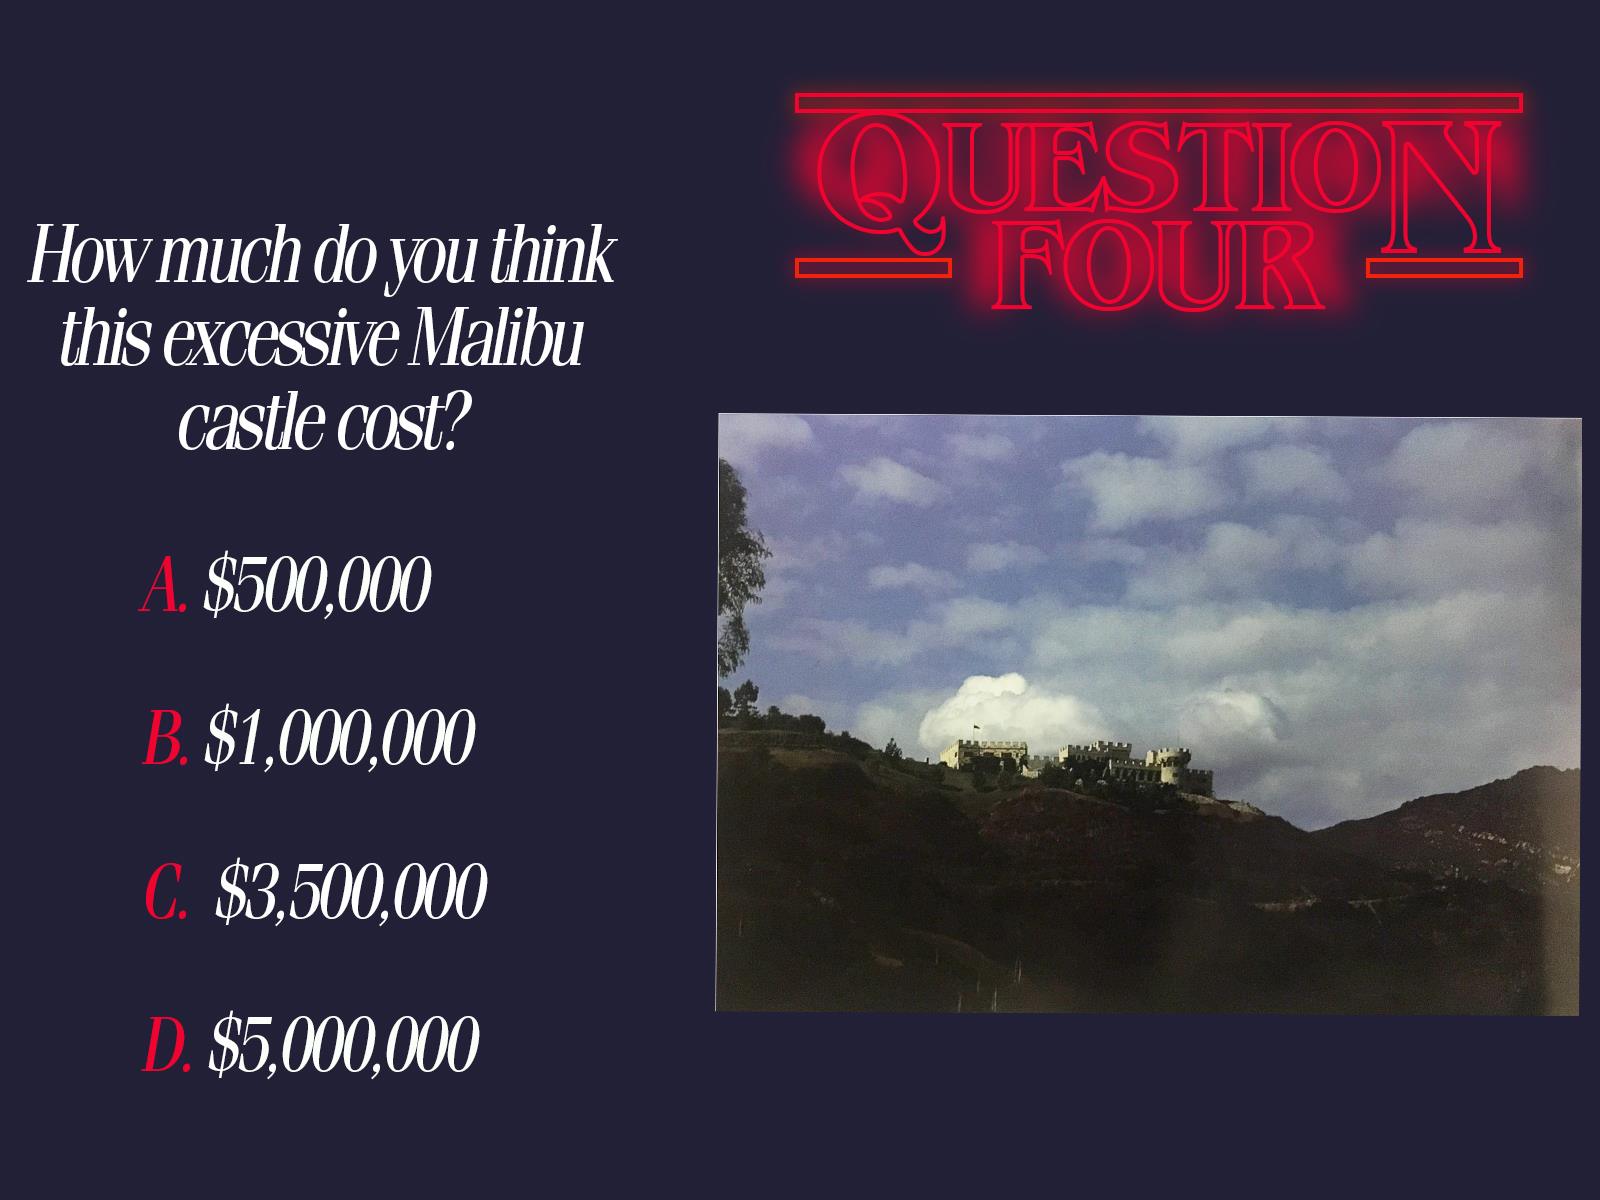 QUESTION
FOUR
How much do you think
this excessive Malibu
castle cost?
A. $500,000
B. $1,000,000
C. $3,500,000
D. $5,000,000